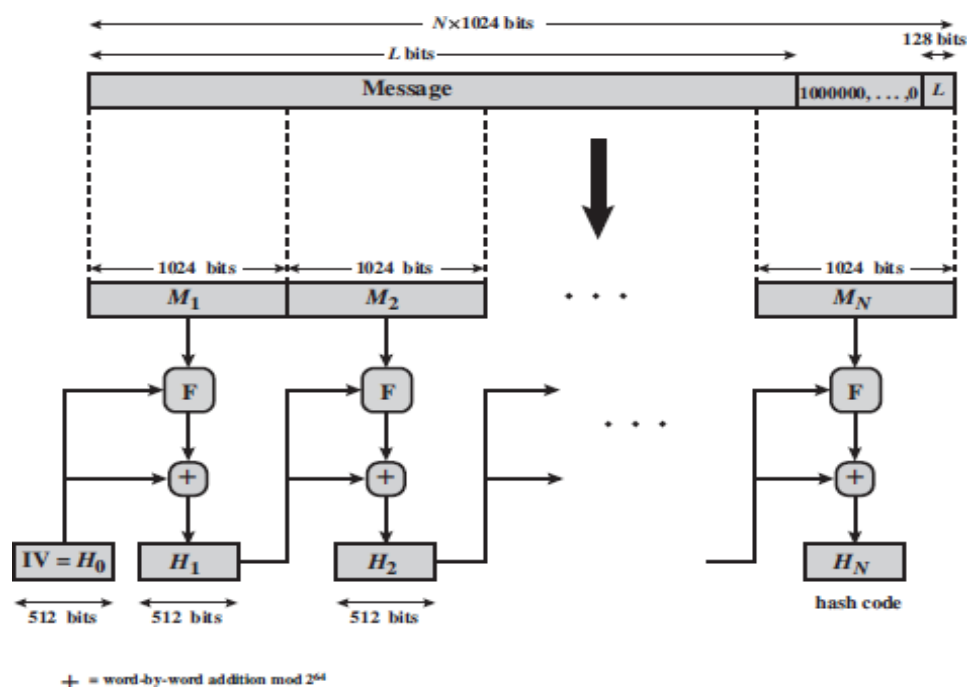 N×1024 bits
L bits
128 bits
Message
1000000, . . . ,0
L
1024 bits
1024 bits
1024 bits
M1
M2
. . .
MN
F
F
F
. . .
+
+
+
IV = H0
H1
H2
HN
512 bits
512 bits
512 bits
hash code
+ = word-by-word addition mod 2^64